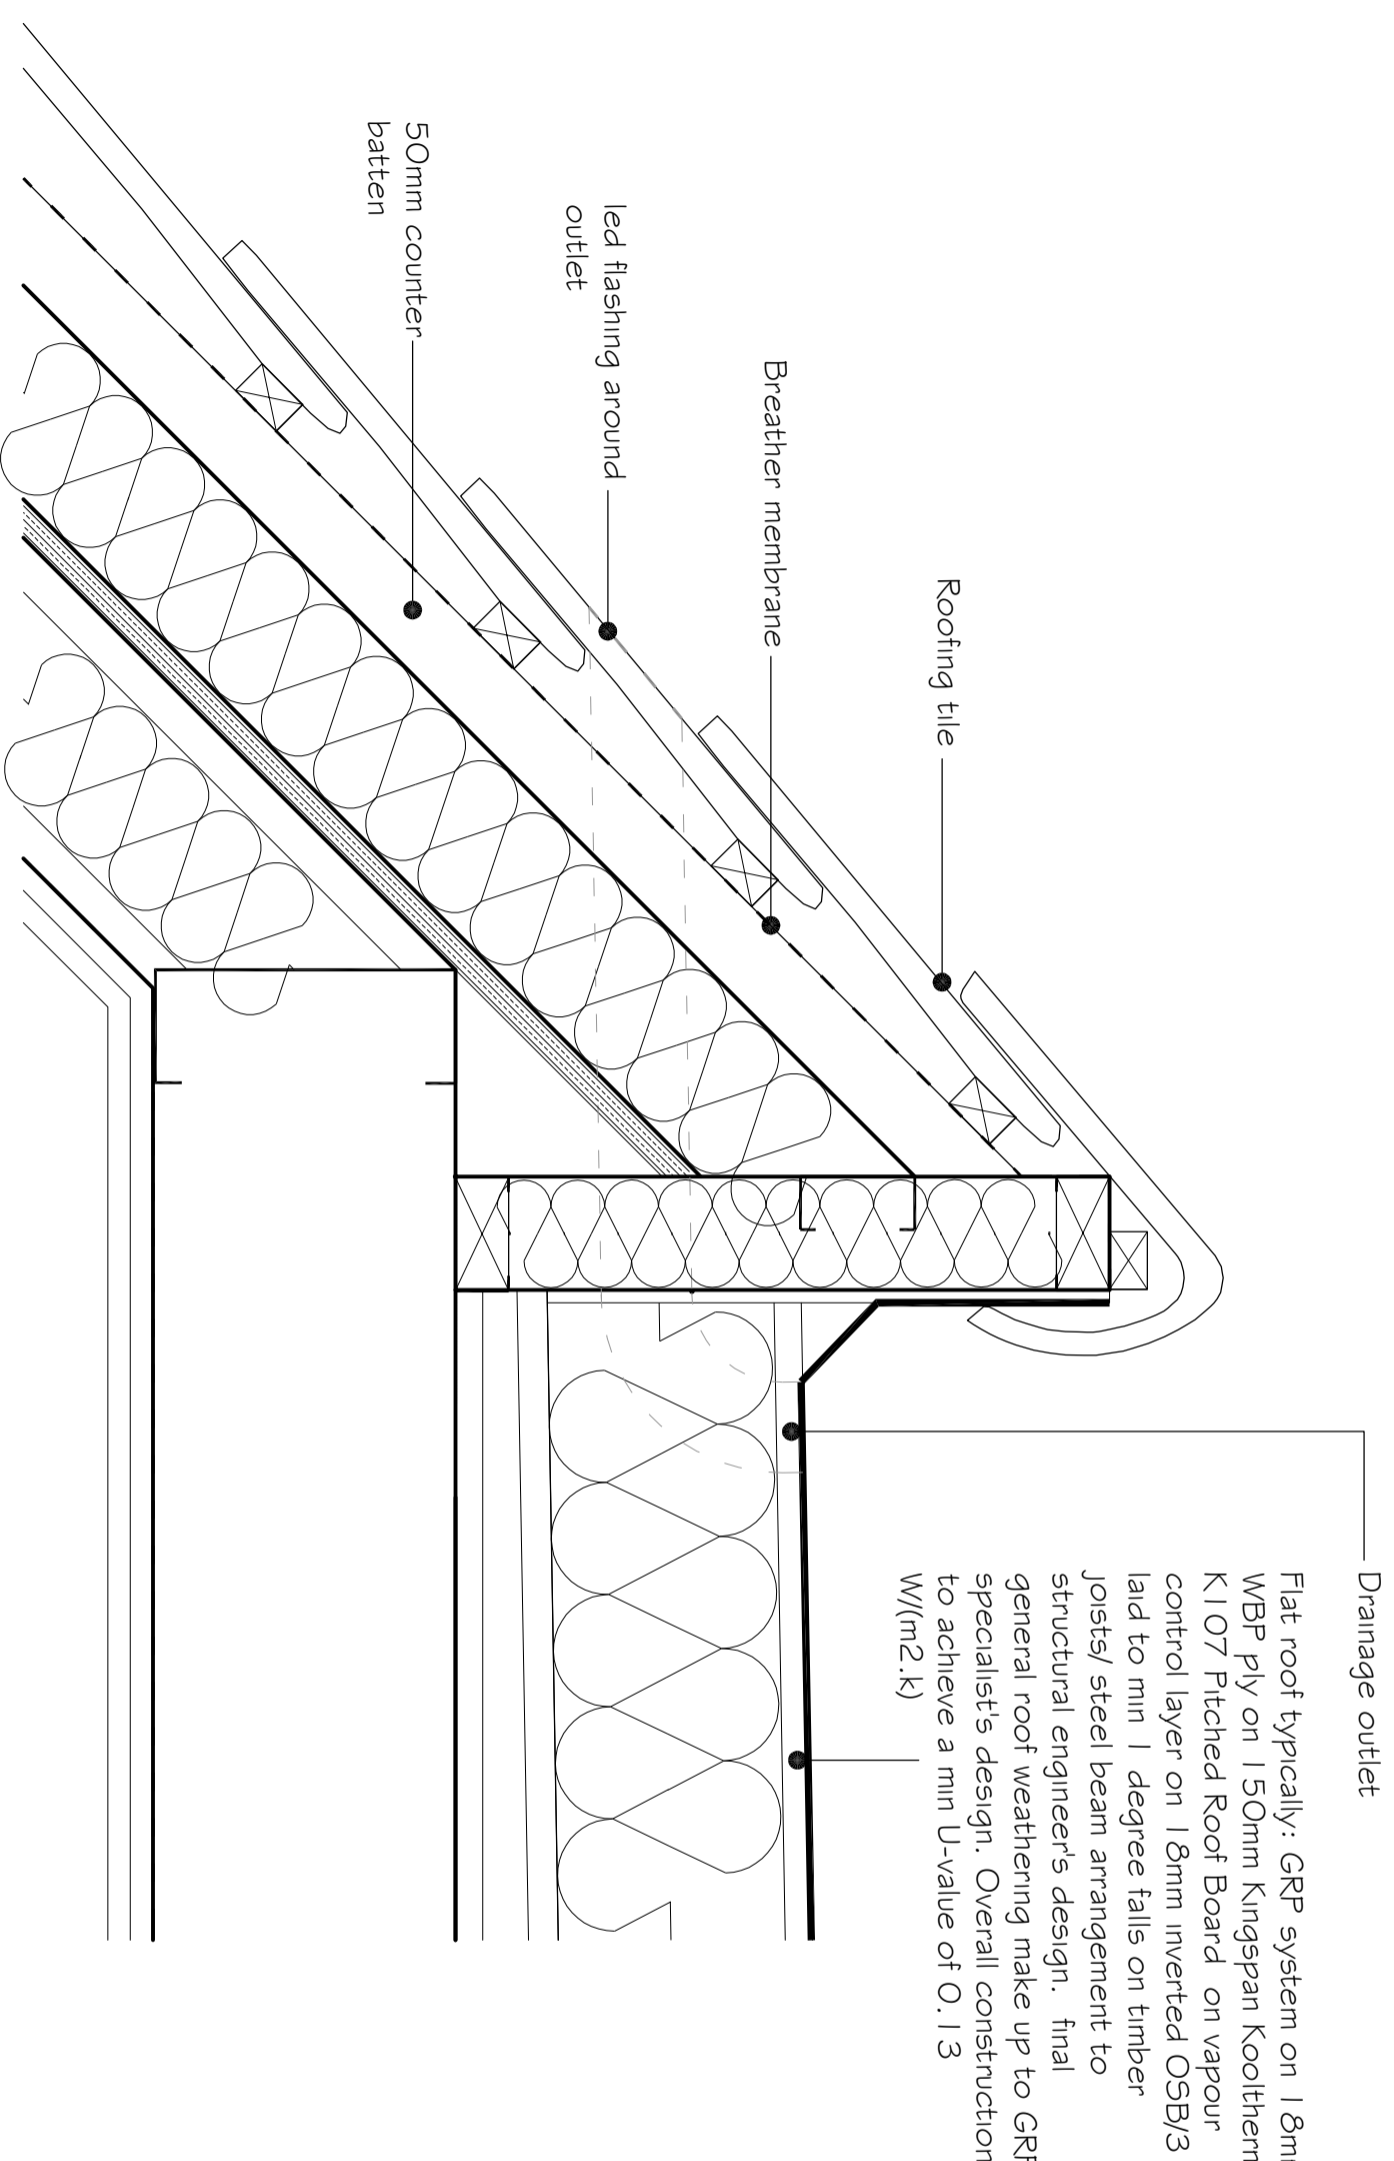 Drainage outlet
Flat roof typically: GRP system on 18mm
WBP ply on 150mm Kingspan Kooltherm
K107 Pitched Roof Board on vapour
control layer on 18mm inverted OSB/3
laid to min 1 degree falls on timber
joists/ steel beam arrangement to
structural engineer's design. final
general roof weathering make up to GRP
specialist's design. Overall construction
to achieve a min U-value of 0.13
W/(m2.k)
Roofing tile
Breather membrane
led flashing around
outlet
50mm counter
batten